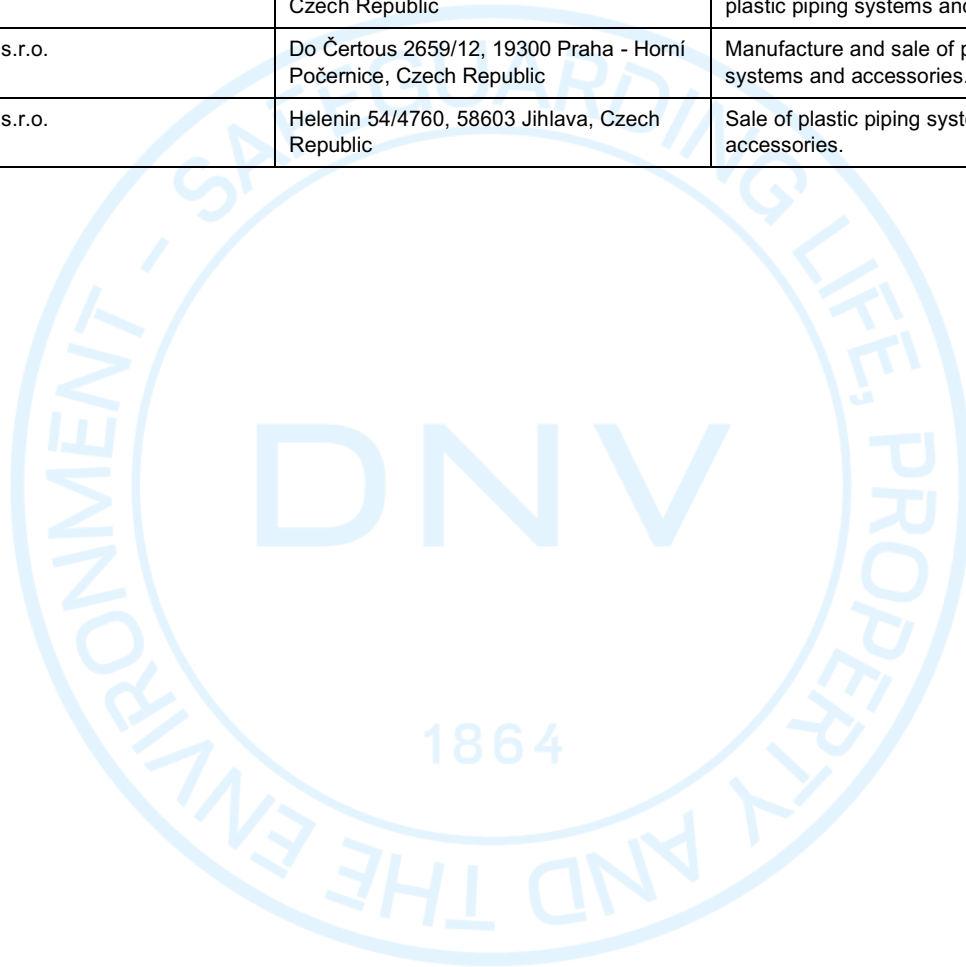 Czech Republic
plastic piping systems and
s.r.o.
Do Čertous 2659/12, 19300 Praha - Horní
Počernice, Czech Republic
Manufacture and sale of
systems and accessories.
s.r.o.
Helenin 54/4760, 58603 Jihlava, Czech
Republic
Sale of plastic piping
accessories.
SAFEGUARDING LIFE, PROPERTY AND THE ENVIRONMENT -
DNV
1864